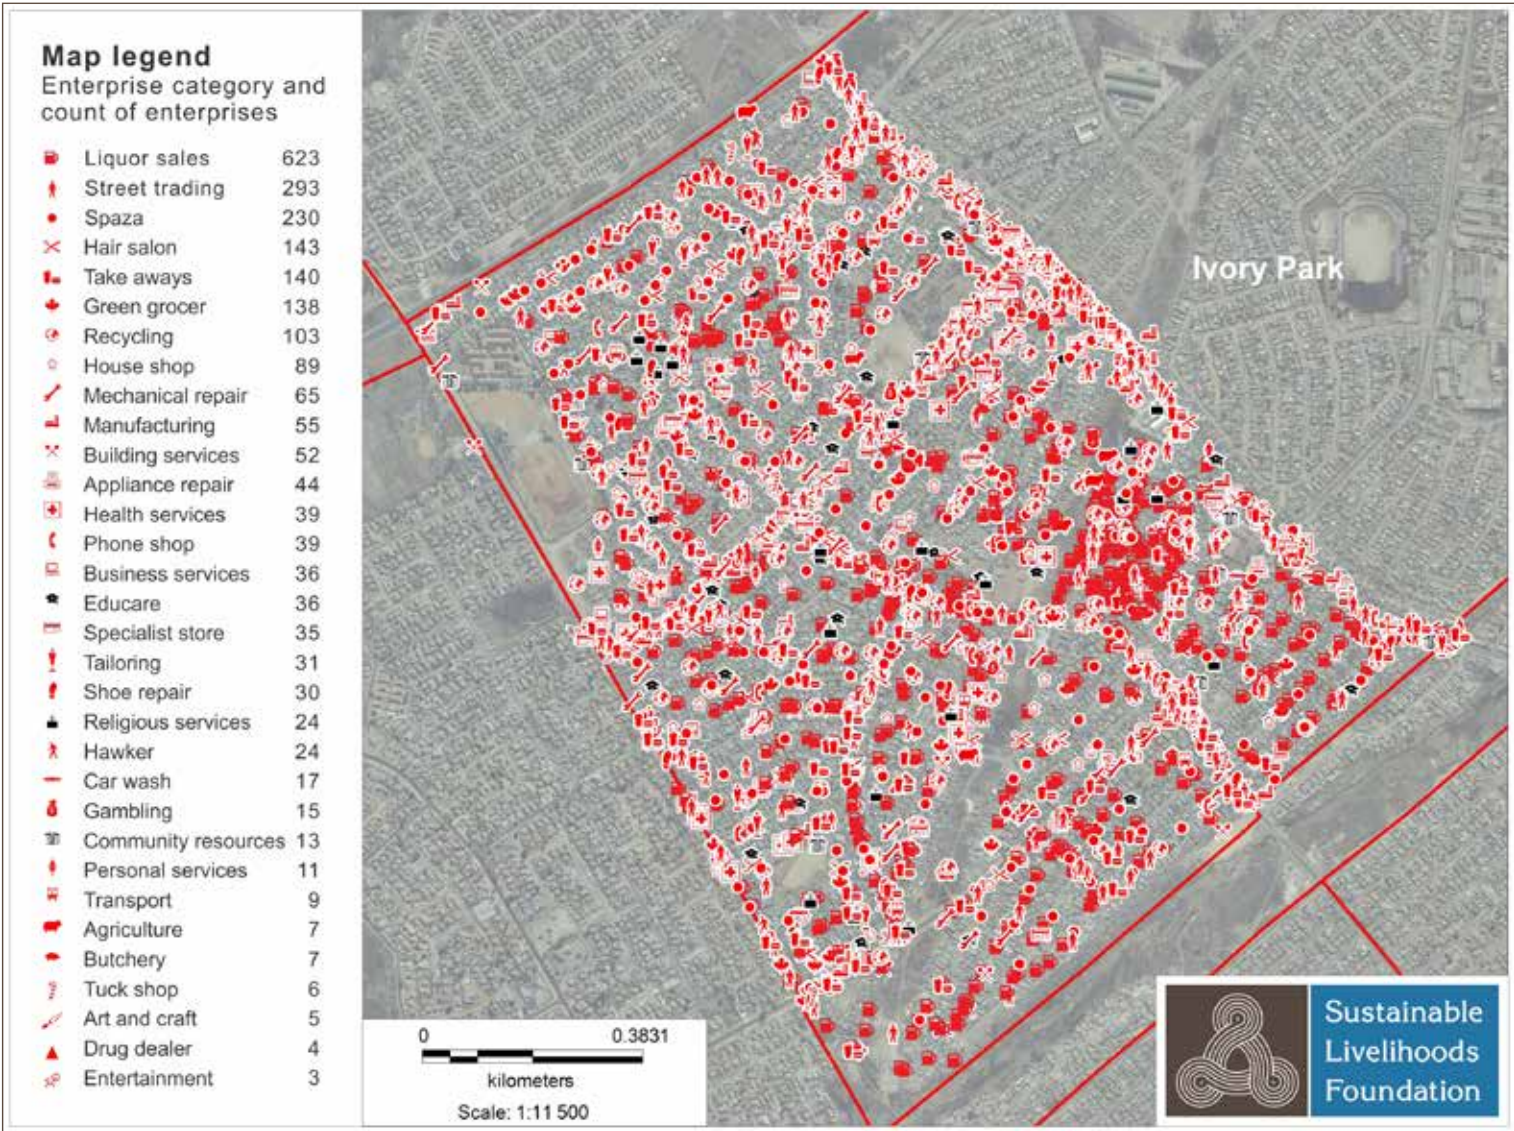 Map legend
Enterprise category and
count of enterprises
Liquor sales 623
Street trading 293
Spaza 230
Hair salon 143
Take aways 140
Green grocer 138
Recycling 103
House shop 89
Mechanical repair 65
Manufacturing 55
Building services 52
Appliance repair 44
Health services 39
Phone shop 39
Business services 36
Educare 36
Specialist store 35
Tailoring 31
Shoe repair 30
Religious services 24
Hawker 24
Car wash 17
Gambling 15
Community resources 13
Personal services 11
Transport 9
Agriculture 7
Butchery 7
Tuck shop 6
Art and craft 5
Drug dealer 4
Entertainment 3
Ivory Park
0 0.3831
kilometers
Scale: 1:11 500
Sustainable
Livelihoods
Foundation